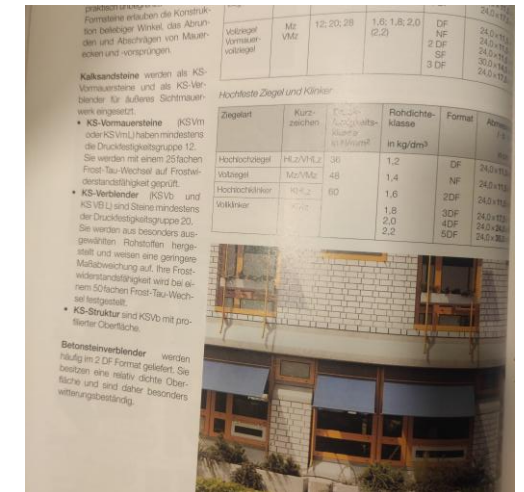 praktisch unbegrenzt
Formsteine erlauben die Konstruk-
tion beliebiger Winkel, das Abrun-
den und Abschrägen von Mauer-
ecken und -vorsprüngen.
Kalksandsteine werden als KS-
Vormauersteine und als KS-Ver-
blender für äußeres Sichtmauer-
werk eingesetzt.
• KS-Vormauersteine (KSVm
oder KSVmL) haben mindestens
die Druckfestigkeitsgruppe 12.
Sie werden mit einem 25fachen
Frost-Tau-Wechsel auf Frostwi-
derstandsfähigkeit geprüft.
• KS-Verblender (KSVb und
KS VB L) sind Steine mindestens
der Druckfestigkeitsgruppe 20.
Sie werden aus besonders aus-
gewählten Rohstoffen herge-
stellt und weisen eine geringere
Maßabweichung auf. Ihre Frost-
widerstandsfähigkeit wird bei ei-
nem 50fachen Frost-Tau-Wech-
sel festgestellt.
• KS-Struktur sind KSVb mit pro-
filierter Oberfläche.
Betonsteinverblender werden
häufig im 2 DF Format geliefert. Sie
besitzen eine relativ dichte Ober-
fläche und sind daher besonders
witterungsbeständig.
Vollziegel Mz 12; 20; 28 1,6; 1,8; 2,0 DF
Vormauer- VMz (2,2) NF
vollziegel 2 DF
SF
3 DF
Hochfeste Ziegel und Klinker
Ziegelart Kurz- Rohdichte- Format
zeichen klasse
in kg/dm³
Hochlochziegel HLz/VHLz 36 1,2 DF
Vollziegel Mz/VMz 48 1,4 NF
Hochlochklinker KHLz 60 1,6 2DF
Vollklinker 1,8 3DF
2,0 4DF
2,2 5DF